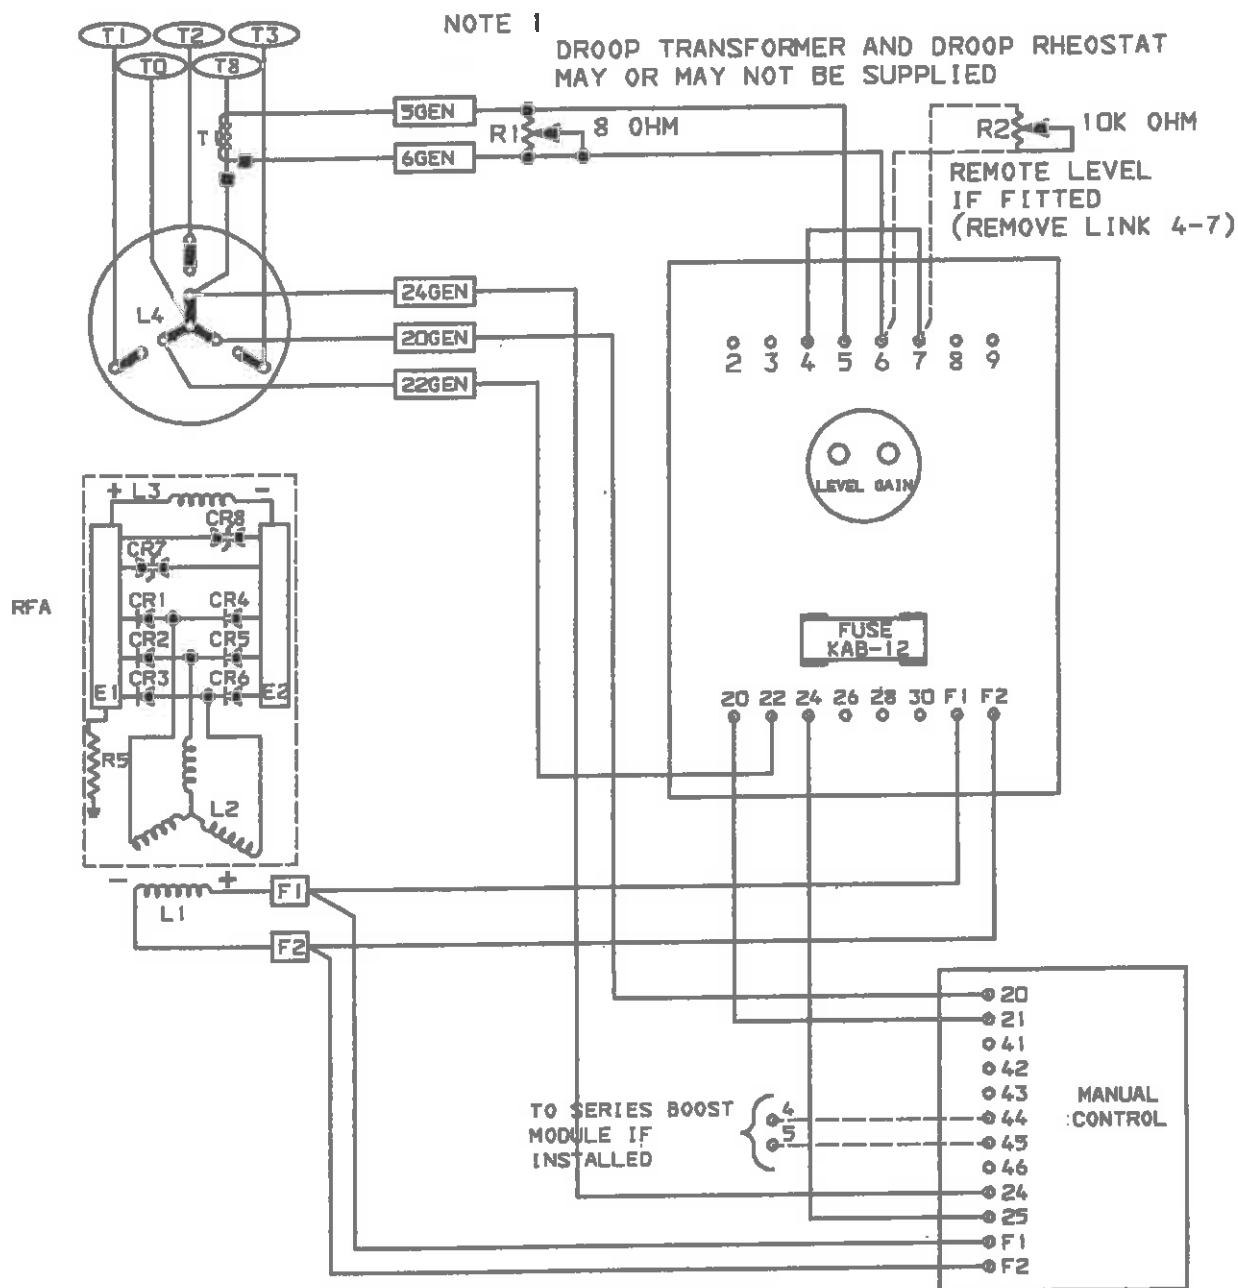 T1 T2 T3
T0 T8
NOTE 1
DROOP TRANSFORMER AND DROOP RHEOSTAT
MAY OR MAY NOT BE SUPPLIED
5GEN
R1
8 OHM
R2
10K OHM
T
6GEN
REMOTE LEVEL
IF FITTED
(REMOVE LINK 4-7)
L4
24GEN
20GEN
22GEN
2 3 4 5 6 7 8 9
LEVEL GAIN
+ L3 -
CR8
CR7
RFA
CR1 CR4
CR2 CR5
CR3 CR6
E1 E2
FUSE
KAB-12
20 22 24 26 28 30 F1 F2
R5
L2
- +
L1
F1
F2
20
21
41
42
43
44
45
46
24
25
F1
F2
MANUAL
CONTROL
TO SERIES BOOST
MODULE IF
INSTALLED
4
5